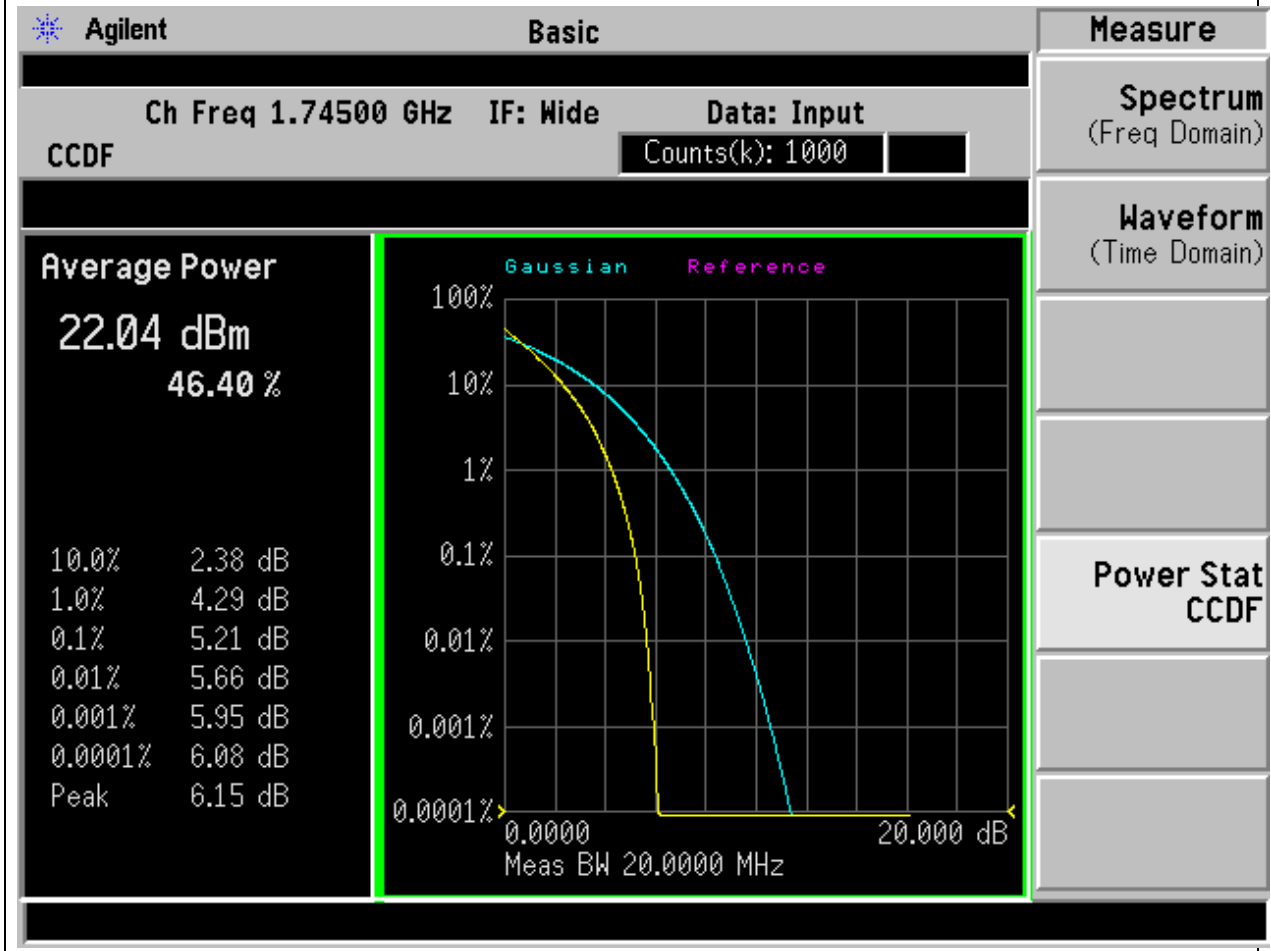 Agilent
Basic
Measure
Ch Freq 1.74500 GHz IF: Wide Data: Input
CCDF
Counts(k): 1000
Spectrum
(Freq Domain)
Waveform
(Time Domain)
Power Stat
CCDF
Average Power
22.04 dBm
46.40 %
10.0% 2.38 dB
1.0% 4.29 dB
0.1% 5.21 dB
0.01% 5.66 dB
0.001% 5.95 dB
0.0001% 6.08 dB
Peak 6.15 dB
Gaussian Reference
100%
10%
1%
0.1%
0.01%
0.001%
0.0001%
0.0000 20.000 dB
Meas BW 20.0000 MHz